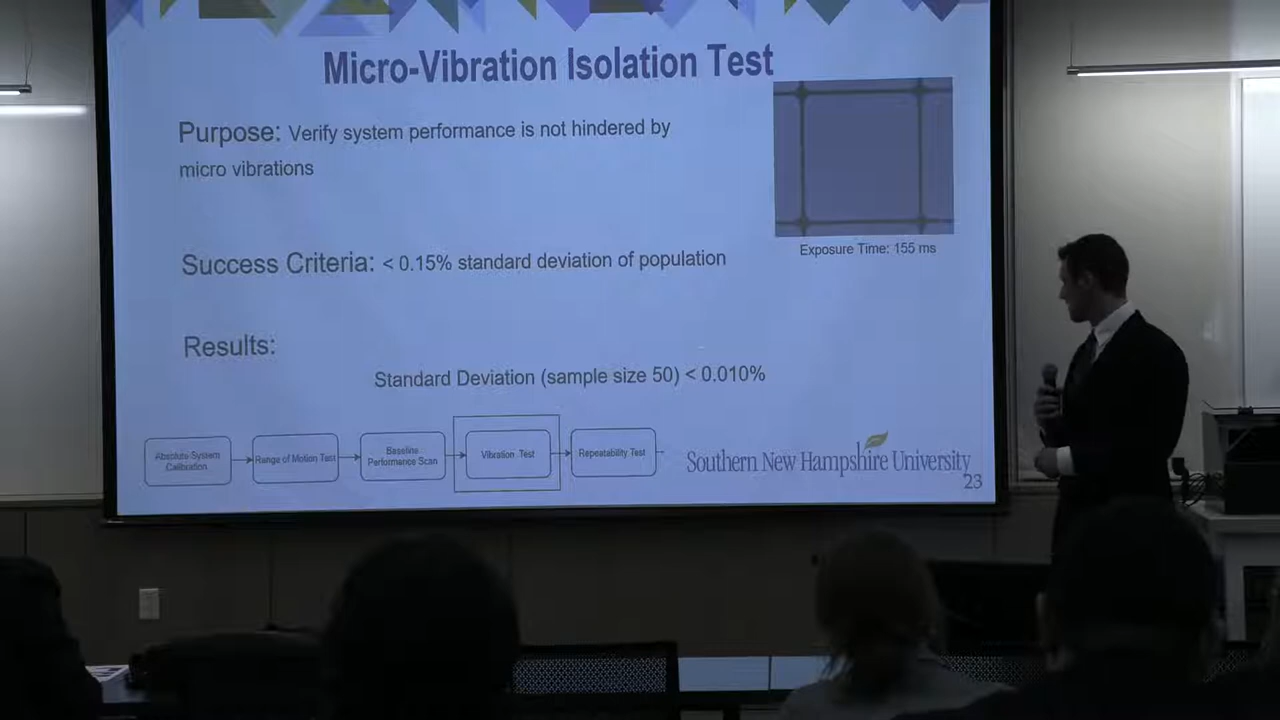 Micro-Vibration Isolation Test
Purpose: Verify system performance is not hindered by
micro vibrations
Exposure Time: 155 ms
Success Criteria: < 0.15% standard deviation of population
Results:
Standard Deviation (sample size 50) < 0.010%
Absolute System
Calibration
Range of Motion Test
Baseline
Performance Scan
Vibration Test
Repeatability Test
Southern New Hampshire University
23